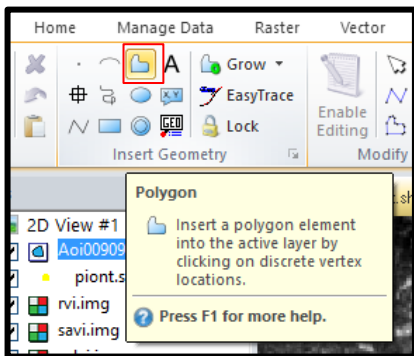 Home Manage Data Raster Vector
A Grow
EasyTrace
GEO Lock
Enable
Editing
Insert Geometry Modify
Polygon
Insert a polygon element
into the active layer by
clicking on discrete vertex
locations.
Press F1 for more help.
2D View #1
Aoi00909
piont.s
rvi.img
savi.img